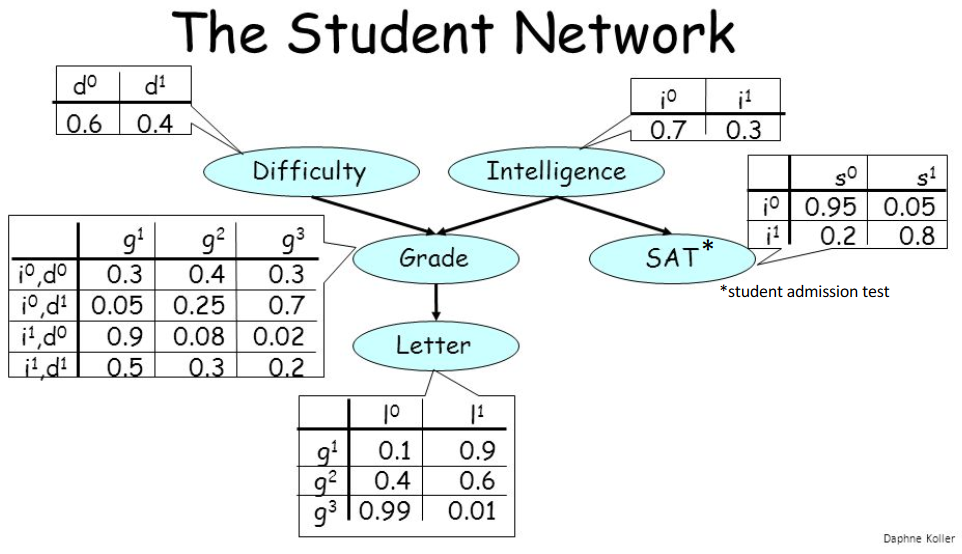 The Student Network
d⁰ d¹
0.6 0.4
i⁰ i¹
0.7 0.3
Difficulty
Intelligence
s⁰ s¹
i⁰ 0.95 0.05
i¹ 0.2 0.8
g¹ g² g³
i⁰,d⁰ 0.3 0.4 0.3
i⁰,d¹ 0.05 0.25 0.7
i¹,d⁰ 0.9 0.08 0.02
i¹,d¹ 0.5 0.3 0.2
Grade
SAT*
*student admission test
Letter
l⁰ l¹
g¹ 0.1 0.9
g² 0.4 0.6
g³ 0.99 0.01
Daphne Koller